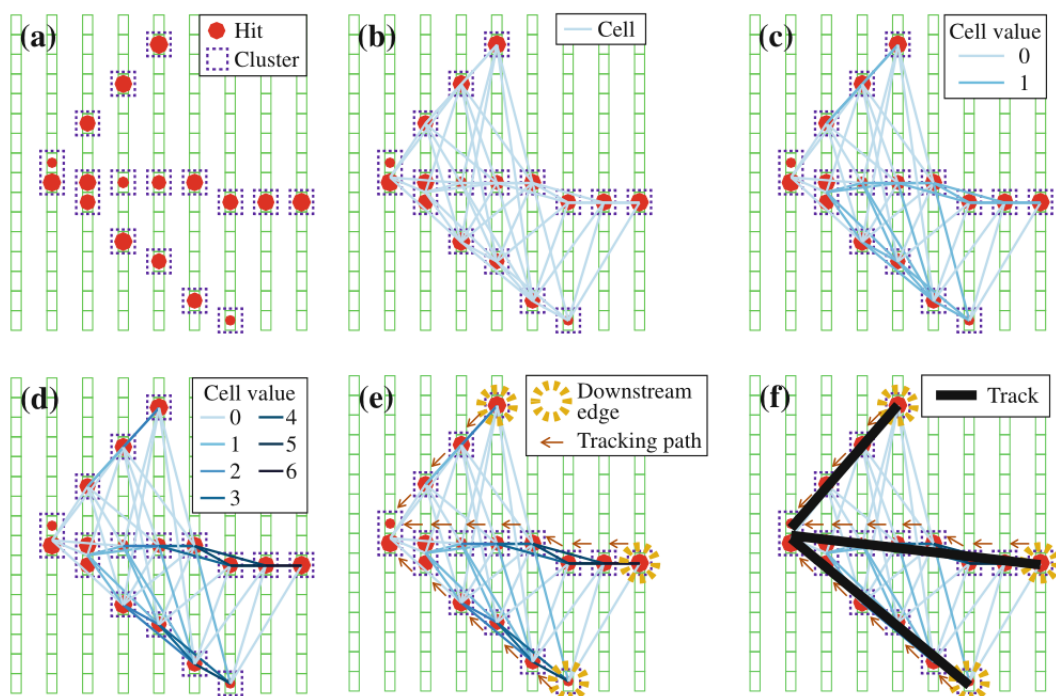 (a)
Hit
Cluster
(b)
Cell
(c)
Cell value
0
1
(d)
Cell value
0 4
1 5
2 6
3
(e)
Downstream
edge
Tracking path
(f)
Track